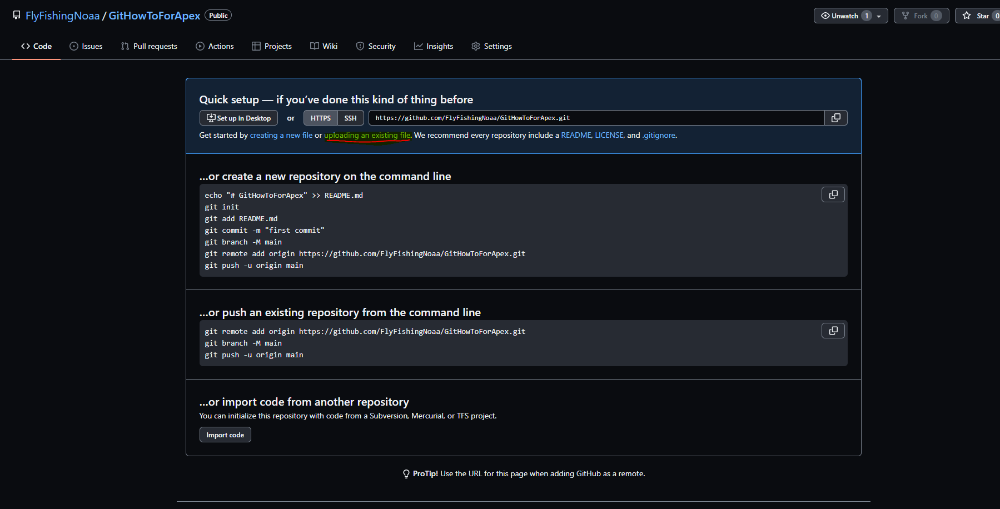 FlyFishingNoaa / GitHowToForApex Public
Unwatch 1 Fork 0 Star 0
Code Issues Pull requests Actions Projects Wiki Security Insights Settings
Quick setup — if you’ve done this kind of thing before
Set up in Desktop or HTTPS SSH https://github.com/FlyFishingNoaa/GitHowToForApex.git
Get started by creating a new file or uploading an existing file. We recommend every repository include a README, LICENSE, and .gitignore.
…or create a new repository on the command line
echo "# GitHowToForApex" >> README.md
git init
git add README.md
git commit -m "first commit"
git branch -M main
git remote add origin https://github.com/FlyFishingNoaa/GitHowToForApex.git
git push -u origin main
…or push an existing repository from the command line
git remote add origin https://github.com/FlyFishingNoaa/GitHowToForApex.git
git branch -M main
git push -u origin main
…or import code from another repository
You can initialize this repository with code from a Subversion, Mercurial, or TFS project.
Import code
ProTip! Use the URL for this page when adding GitHub as a remote.